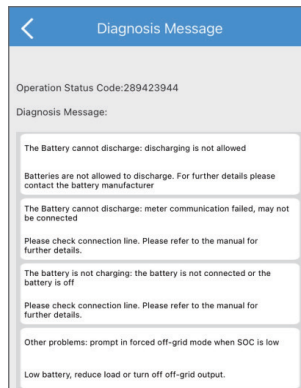 Diagnosis Message
Operation Status Code:289423944
Diagnosis Message:
The Battery cannot discharge: discharging is not allowed
Batteries are not allowed to discharge. For further details please
contact the battery manufacturer
The Battery cannot discharge: meter communication failed, may not
be connected
Please check connection line. Please refer to the manual for
further details.
The battery is not charging: the battery is not connected or the
battery is off
Please check connection line. Please refer to the manual for
further details.
Other problems: prompt in forced off-grid mode when SOC is low
Low battery, reduce load or turn off off-grid output.